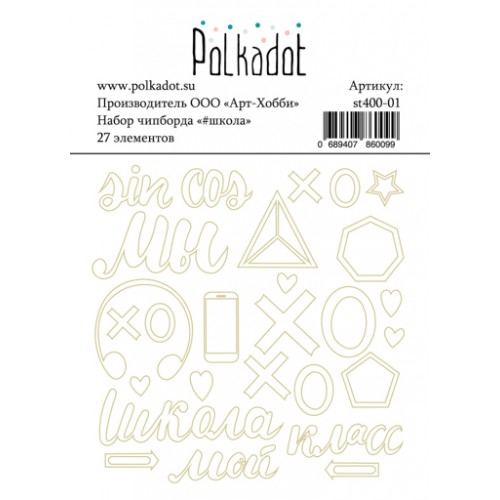 Polkadot
www.polkadot.su
Артикул:
Производитель ООО «Арт-Хобби»
st400-01
Набор чипборда «#школа»
27 элементов
0 689407 860099
sin cos
XO
мы
XO
XO
XO
школа
класс
мой